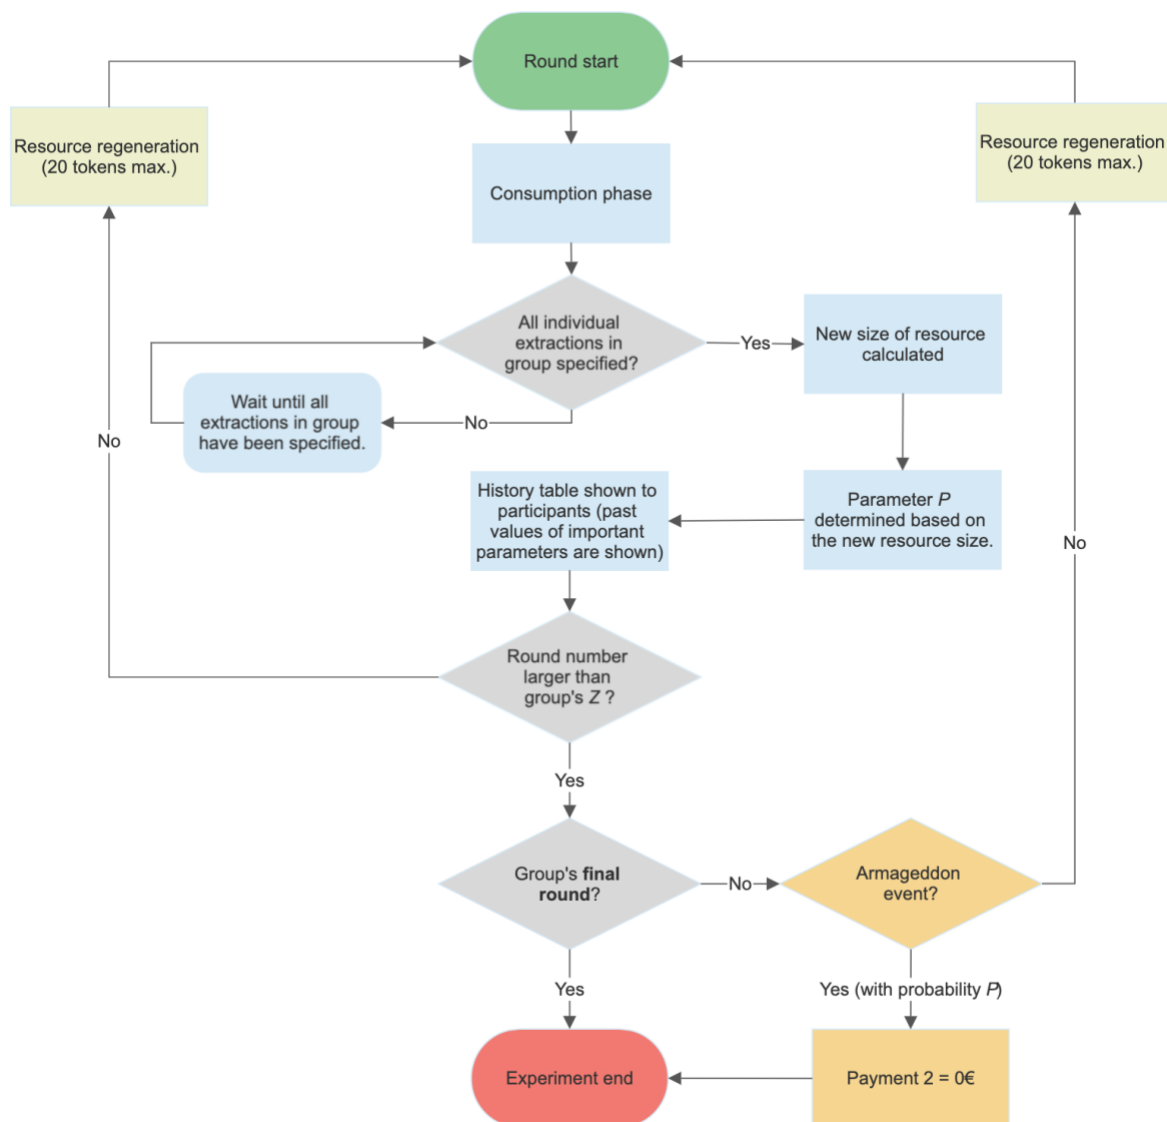 Round start
Resource regeneration
(20 tokens max.)
Resource regeneration
(20 tokens max.)
Consumption phase
All individual
extractions in
group specified?
Yes
New size of resource
calculated
Wait until all
extractions in group
have been specified.
No
No
History table shown to
participants (past
values of important
parameters are shown)
Parameter P
determined based on
the new resource size.
No
Round number
larger than
group's Z ?
Yes
Group's final
round?
No
Armageddon
event?
Yes
Yes (with probability P)
Experiment end
Payment 2 = 0€